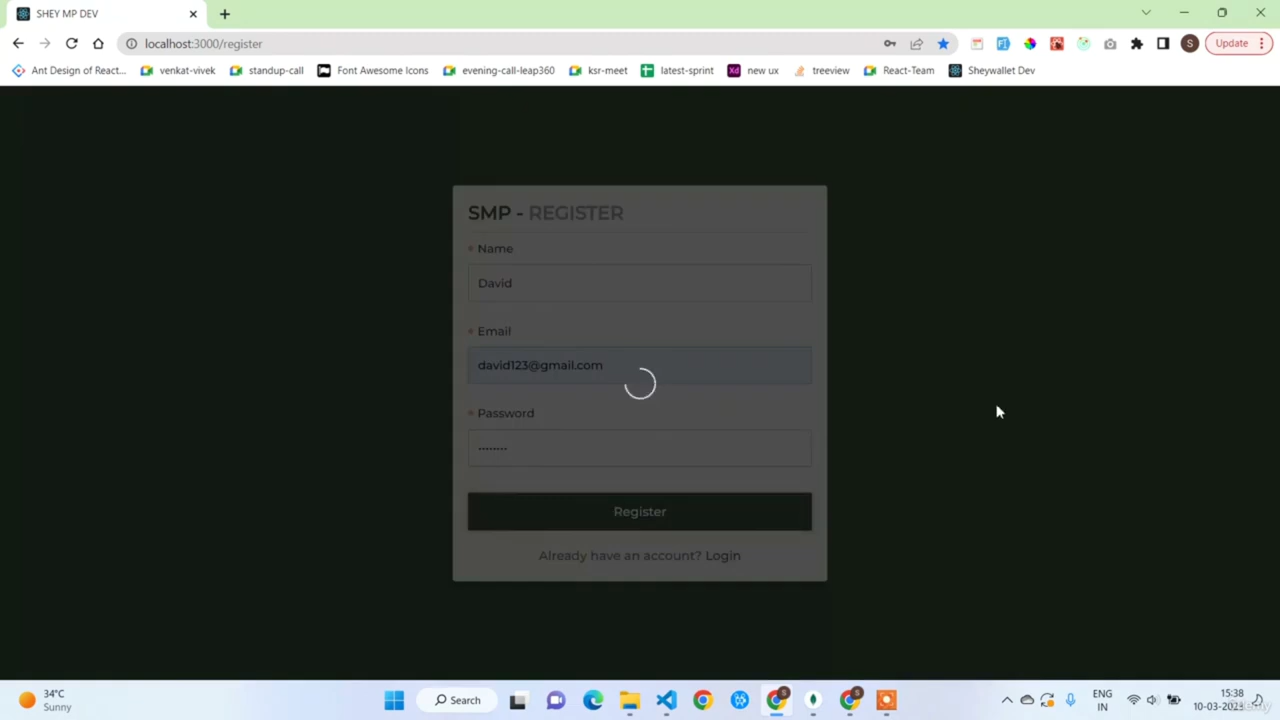 SHEY MP DEV
localhost:3000/register
Update
Ant Design of React...
venkat-vivek
standup-call
Font Awesome Icons
evening-call-leap360
ksr-meet
latest-sprint
new ux
treeview
React-Team
Sheywallet Dev
SMP - REGISTER
* Name
David
* Email
david123@gmail.com
* Password
Register
Already have an account? Login
34°C
Sunny
Search
ENG
IN
15:38
10-03-2023